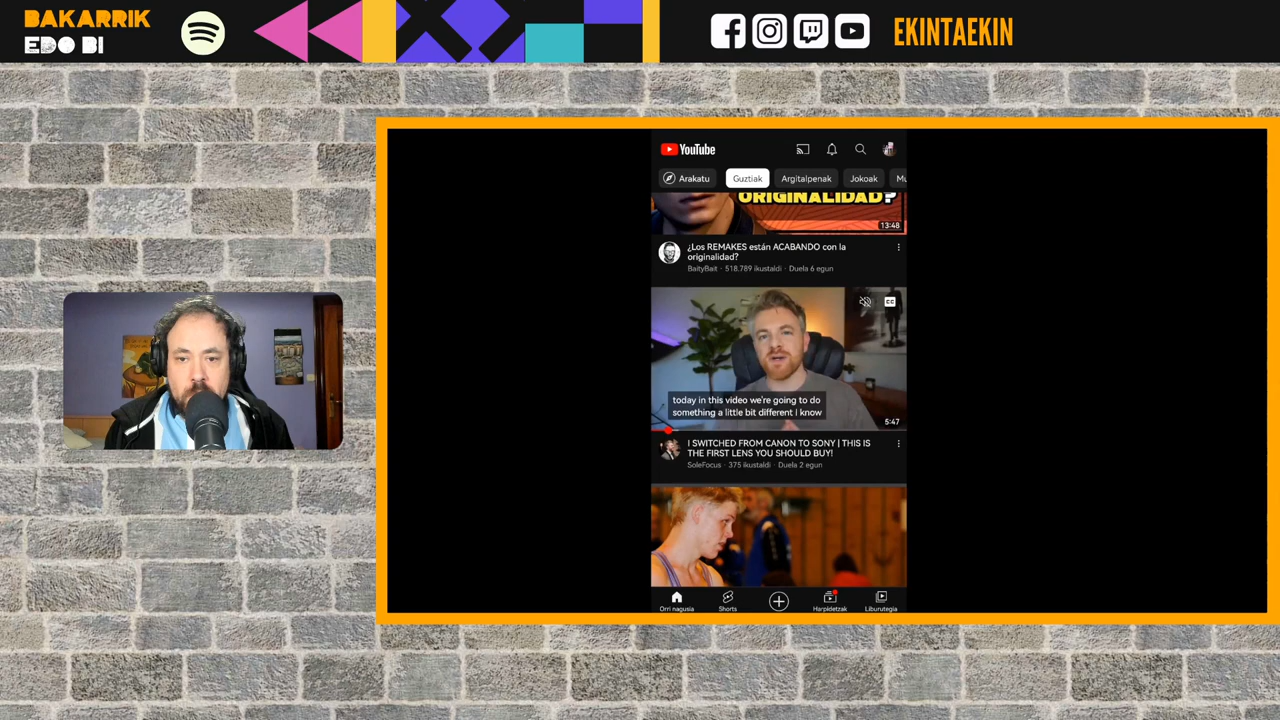 BAKARRIK
EDO BI
EKINTAEKIN
YouTube
Arakatu
Guztiak
Argitalpenak
Jokoak
Mu
ORIGINALIDAD?
13:48
¿Los REMAKES están ACABANDO con la
originalidad?
BaityBait · 518.789 ikustaldi · Duela 6 egun
CC
today in this video we're going to do
something a little bit different i know
5:47
I SWITCHED FROM CANON TO SONY | THIS IS
THE FIRST LENS YOU SHOULD BUY!
SoleFocus · 375 ikustaldi · Duela 2 egun
Orri nagusia
Shorts
Harpidetzak
Liburutegia